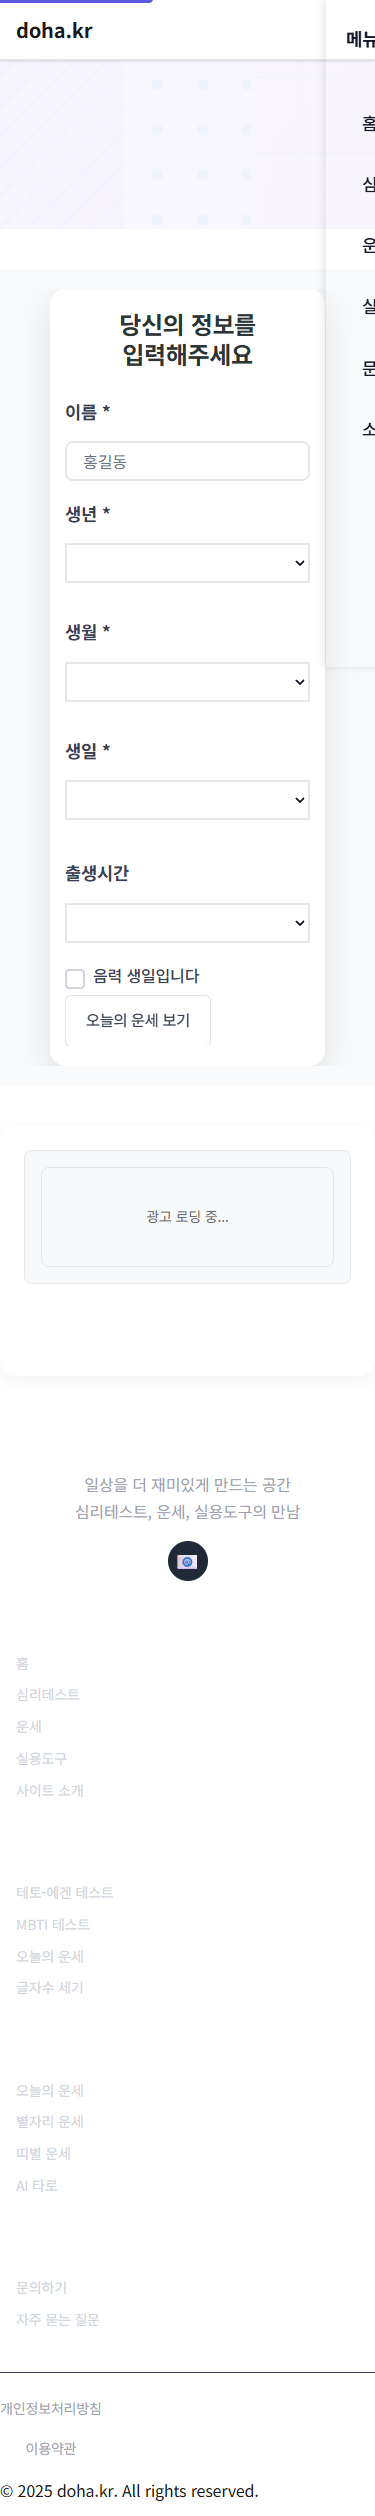 doha.kr
메뉴
홈
당신의 정보를
입력해주세요
이름 *
홍길동
생년 *
생월 *
생일 *
출생시간
음력 생일입니다
오늘의 운세 보기
광고 로딩 중...
일상을 더 재미있게 만드는 공간
심리테스트, 운세, 실용도구의 만남
홈
심리테스트
운세
실용도구
사이트 소개
테토-에겐 테스트
MBTI 테스트
오늘의 운세
글자수 세기
오늘의 운세
별자리 운세
띠별 운세
AI 타로
문의하기
자주 묻는 질문
개인정보처리방침
이용약관
© 2025 doha.kr. All rights reserved.